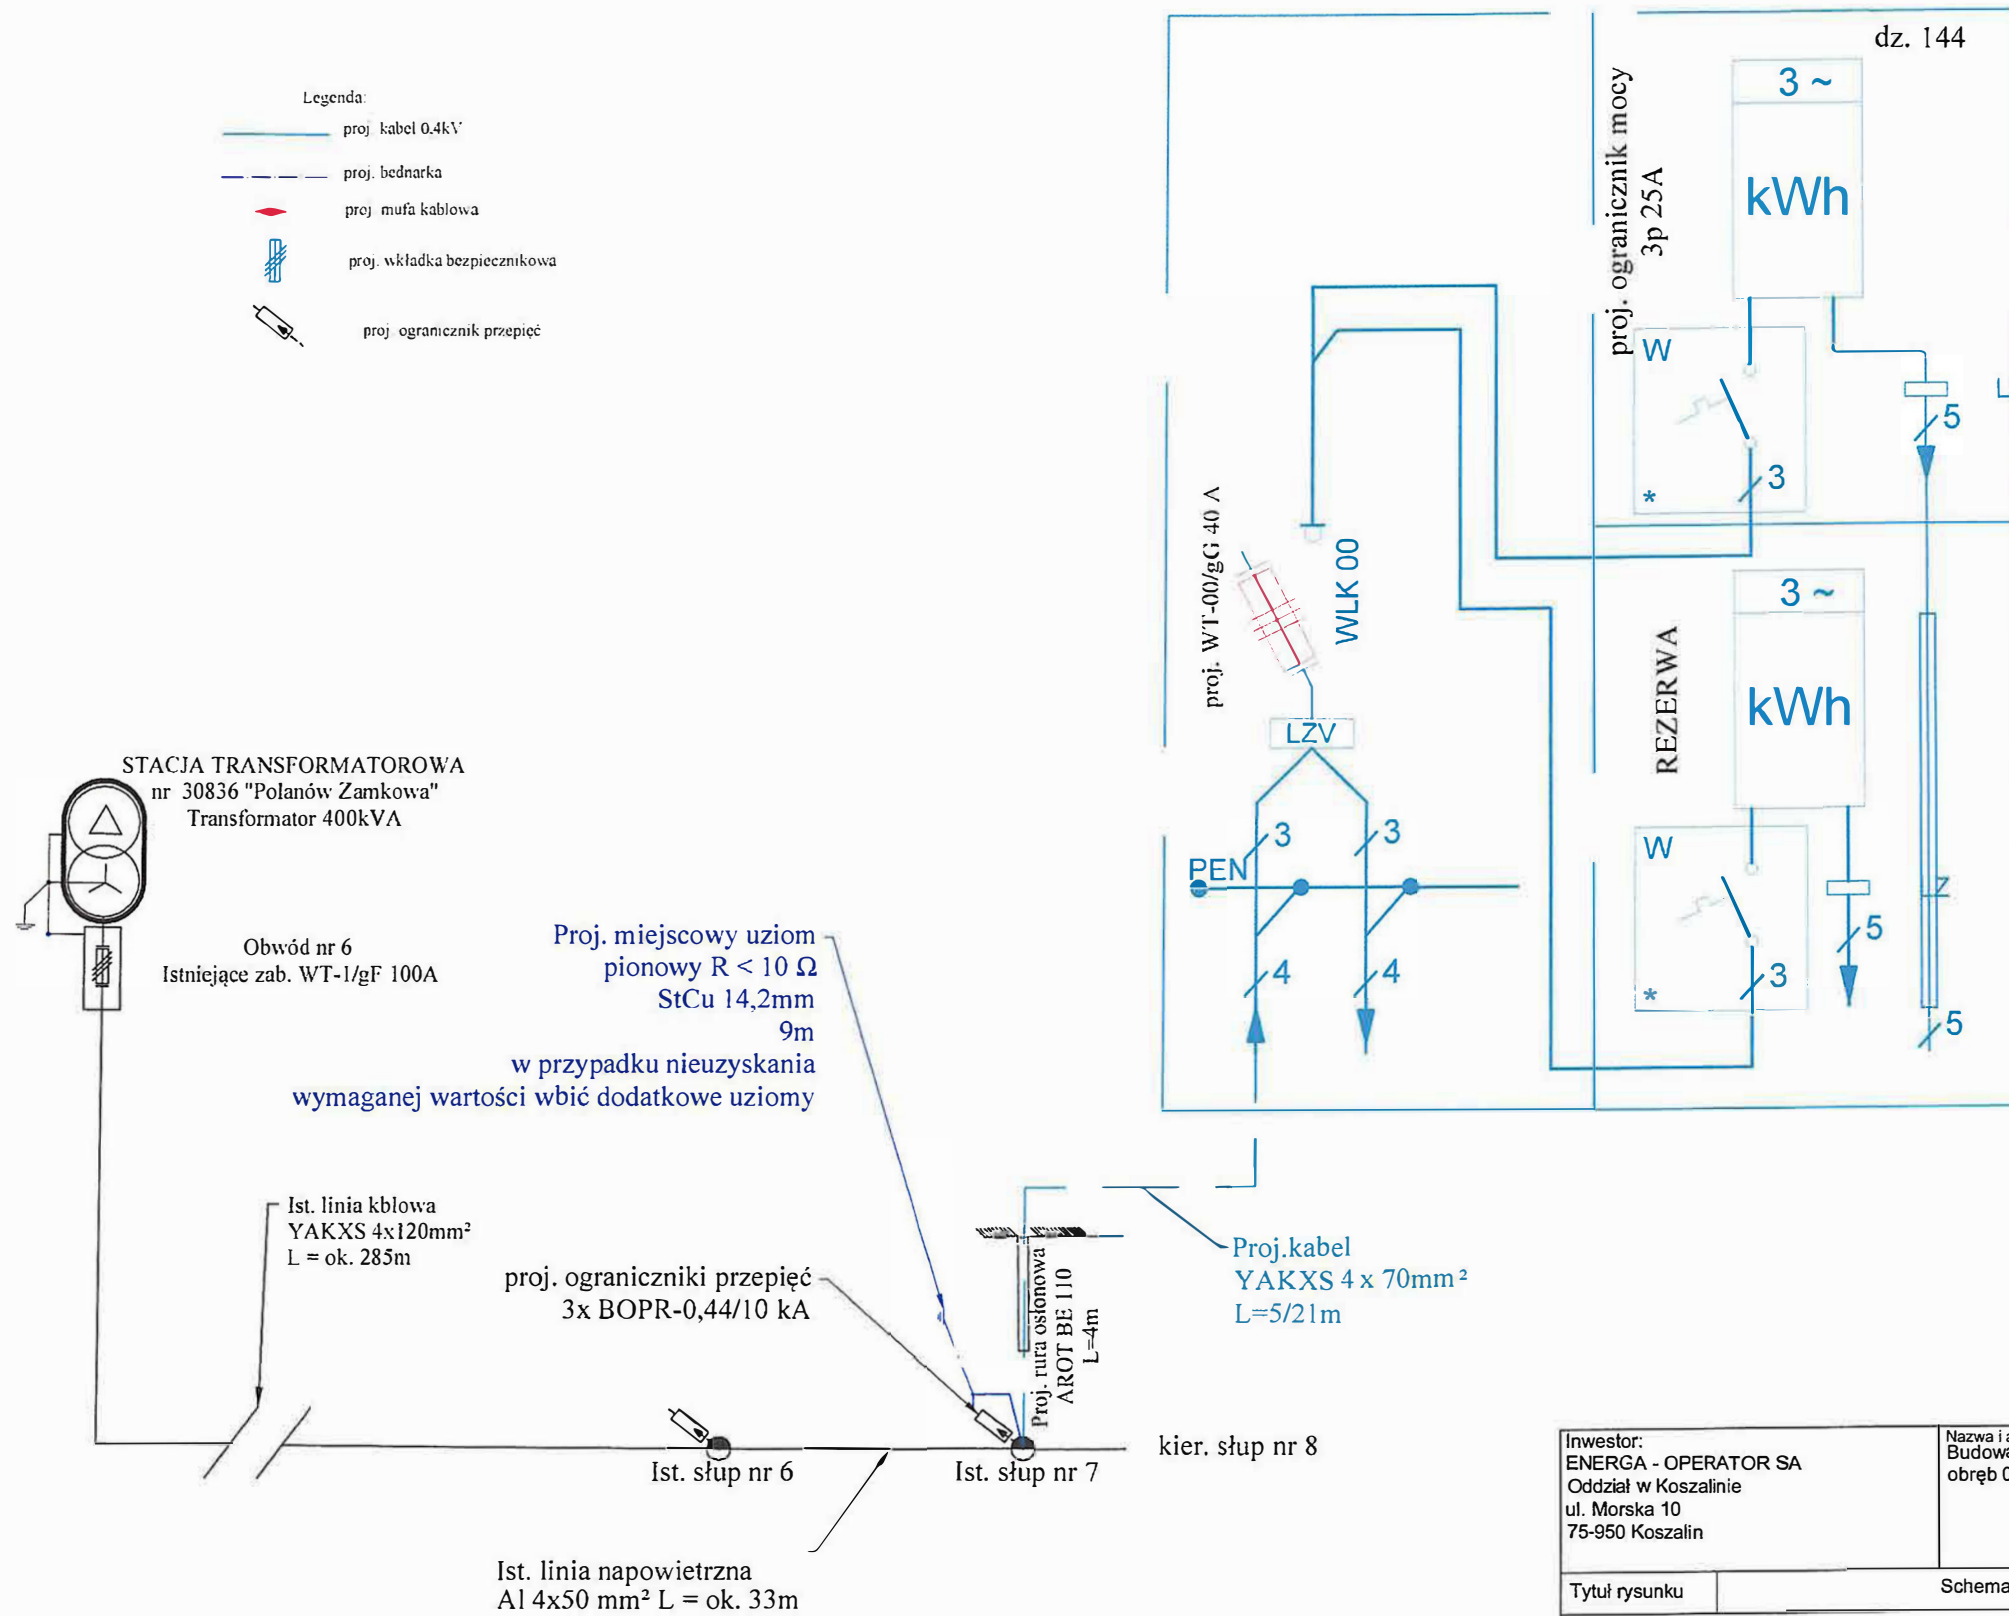 Legenda:
proj. kabel 0.4kV
proj. bednarka
proj mufa kablowa
proj. wkładka bezpiecznikowa
proj ogranicznik przepięć
STACJA TRANSFORMATOROWA
nr 30836 "Polanów Zamkowa"
Transformator 400kVA
Obwód nr 6
Istniejące zab. WT-1/gF 100A
Proj. miejscowy uziom
pionowy R < 10 Ω
StCu 14,2mm
9m
w przypadku nieuzyskania
wymaganej wartości wbić dodatkowe uziomy
Ist. linia kblowa
YAKXS 4x120mm²
L = ok. 285m
proj. ograniczniki przepięć
3x BOPR-0,44/10 kA
Proj. rura osłonowa
AROT BE 110
L=4m
Proj.kabel
YAKXS 4 x 70mm²
L=5/21m
Ist. słup nr 6
Ist. słup nr 7
kier. słup nr 8
Ist. linia napowietrzna
Al 4x50 mm² L = ok. 33m
dz. 144
proj. ogranicznik mocy
3p 25A
3 ~
kWh
W
*
3
5
proj. WT-00/gG 40 A
WLK 00
LZV
3
3
PEN
4
4
REZERWA
3 ~
kWh
W
*
3
5
5
Inwestor:
ENERGA - OPERATOR SA
Oddział w Koszalinie
ul. Morska 10
75-950 Koszalin
Nazwa i a
Budowa
obręb 0
Tytuł rysunku
Schema